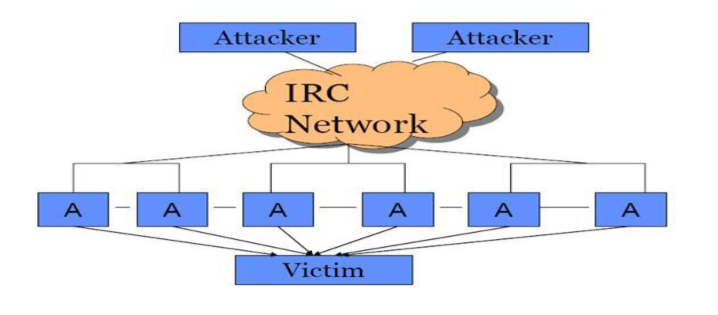 Attacker Attacker
IRC
Network
A A A A A A
Victim